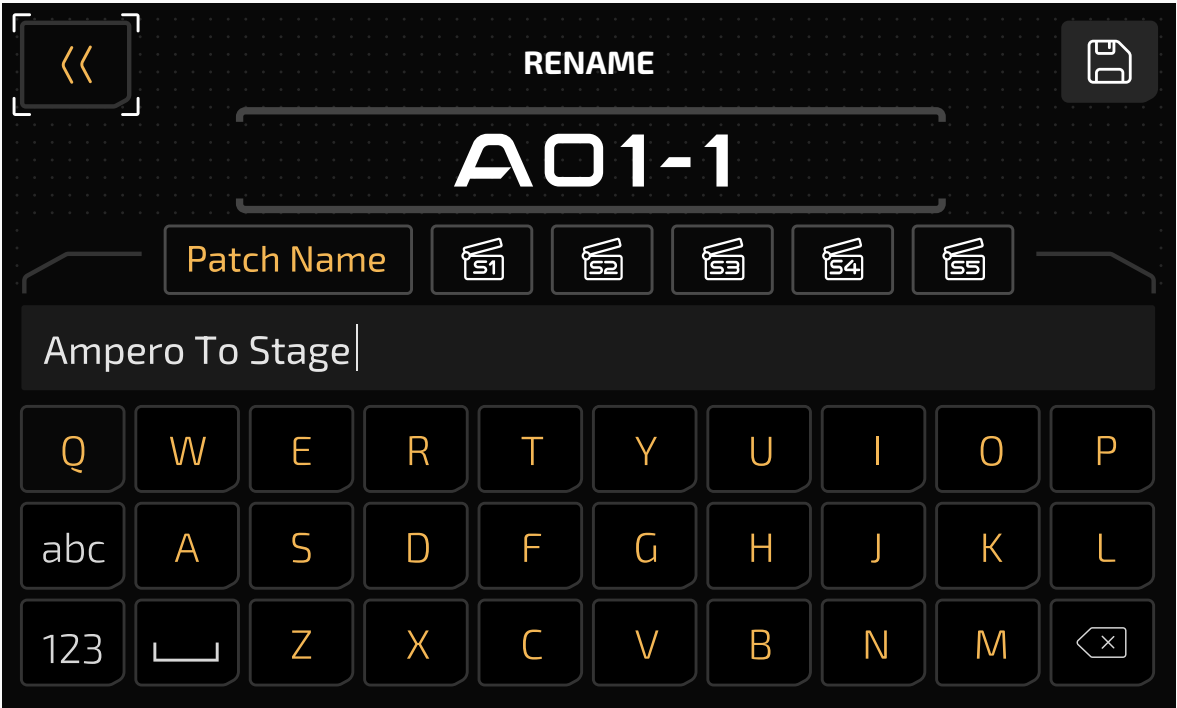 RENAME
A01-1
Patch Name S1 S2 S3 S4 S5
Ampero To Stage
Q W E R T Y U I O P
abc A S D F G H J K L
123 Z X C V B N M